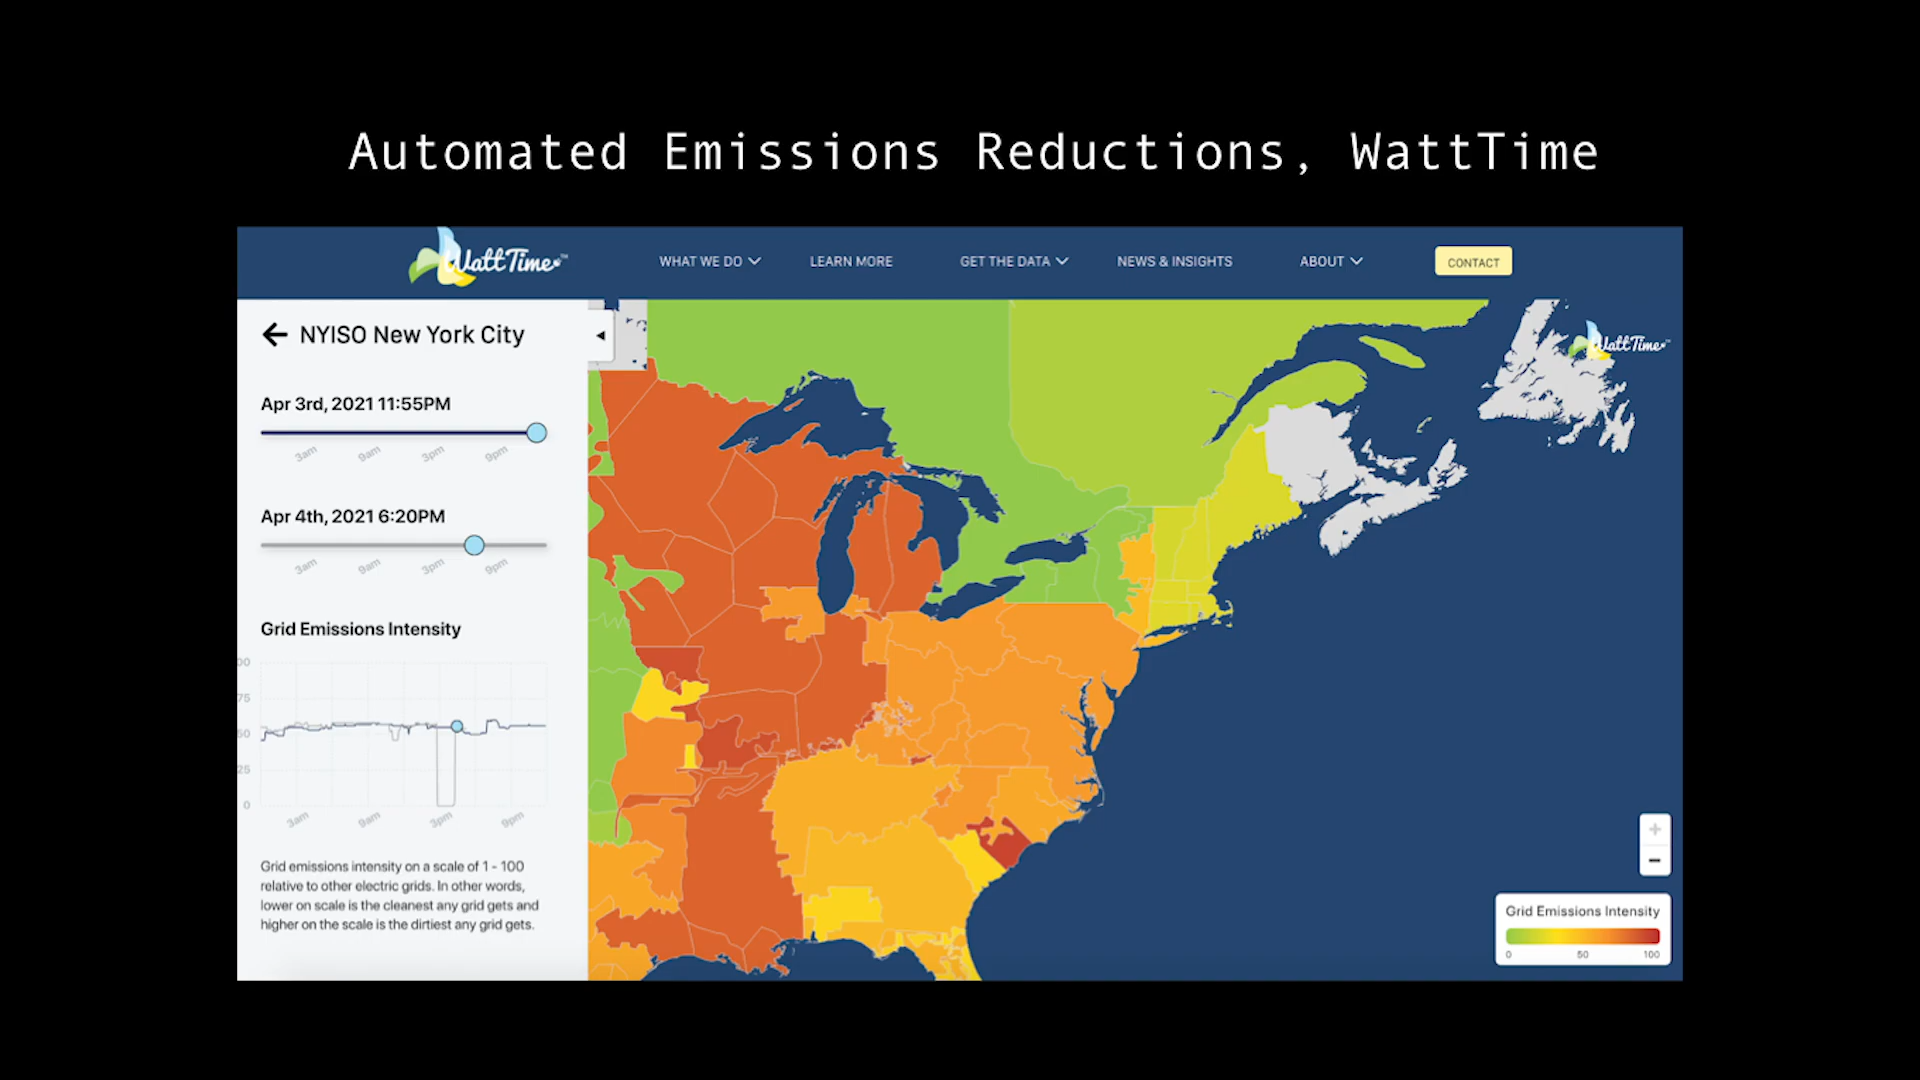 Automated Emissions Reductions, WattTime
WattTime™
WHAT WE DO
LEARN MORE
GET THE DATA
NEWS & INSIGHTS
ABOUT
CONTACT
NYISO New York City
WattTime™
Apr 3rd, 2021 11:55PM
3am 9am 3pm 9pm
Apr 4th, 2021 6:20PM
3am 9am 3pm 9pm
Grid Emissions Intensity
00
75
50
25
0
3am 9am 3pm 9pm
Grid emissions intensity on a scale of 1 - 100
relative to other electric grids. In other words,
lower on scale is the cleanest any grid gets and
higher on the scale is the dirtiest any grid gets.
+
-
Grid Emissions Intensity
0 50 100